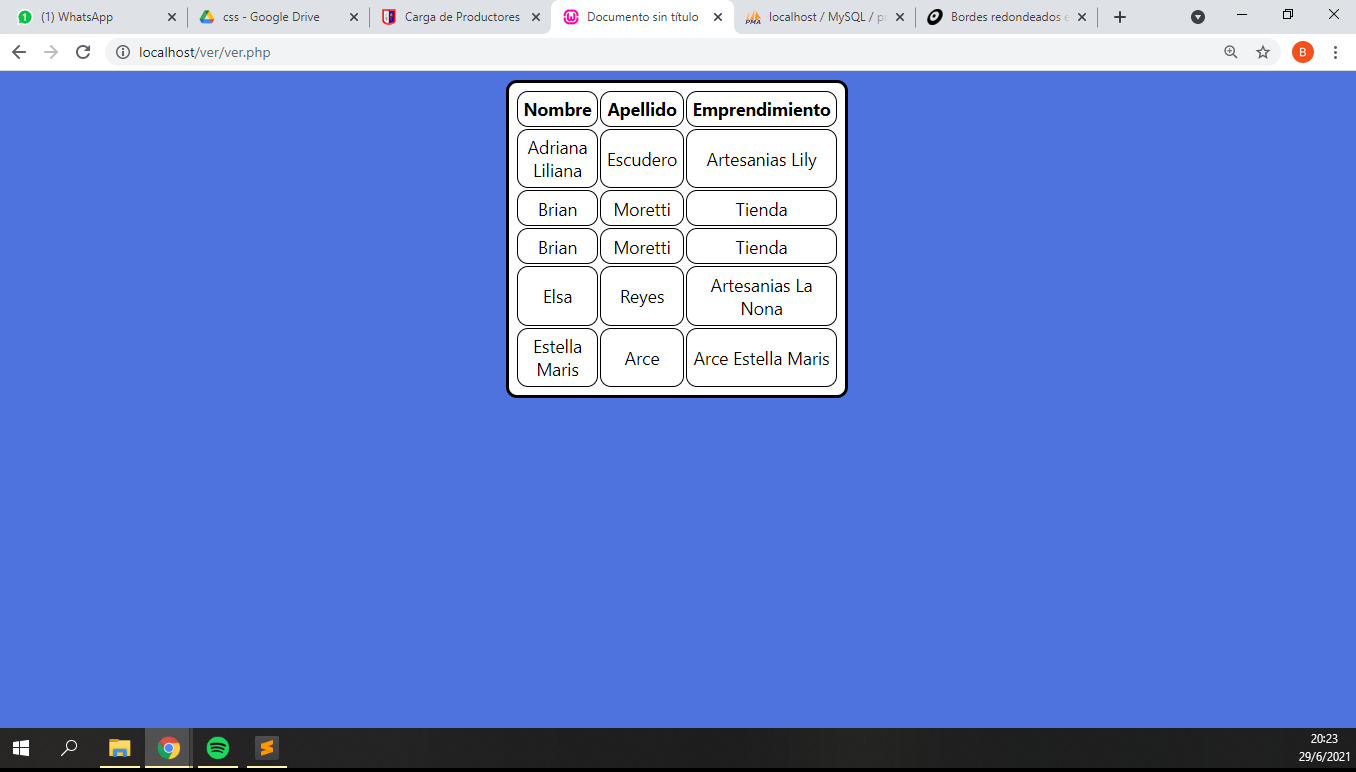 1 (1) WhatsApp
css - Google Drive
Carga de Productores
Documento sin título
PMA localhost / MySQL / p
Bordes redondeados e
localhost/ver/ver.php
B
Nombre Apellido Emprendimiento
Adriana
Liliana
Escudero
Artesanias Lily
Brian Moretti Tienda
Brian Moretti Tienda
Elsa
Reyes
Artesanias La
Nona
Estella
Maris
Arce
Arce Estella Maris
20:23
29/6/2021